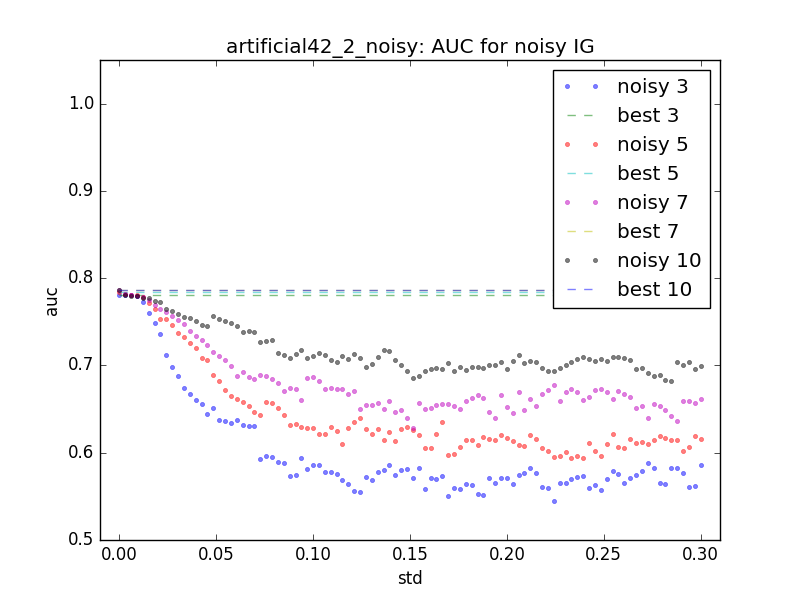 artificial42_2_noisy: AUC for noisy IG
noisy 3
best 3
noisy 5
best 5
noisy 7
best 7
noisy 10
best 10
1.0
0.9
0.8
0.7
0.6
0.5
auc
0.00 0.05 0.10 0.15 0.20 0.25 0.30
std